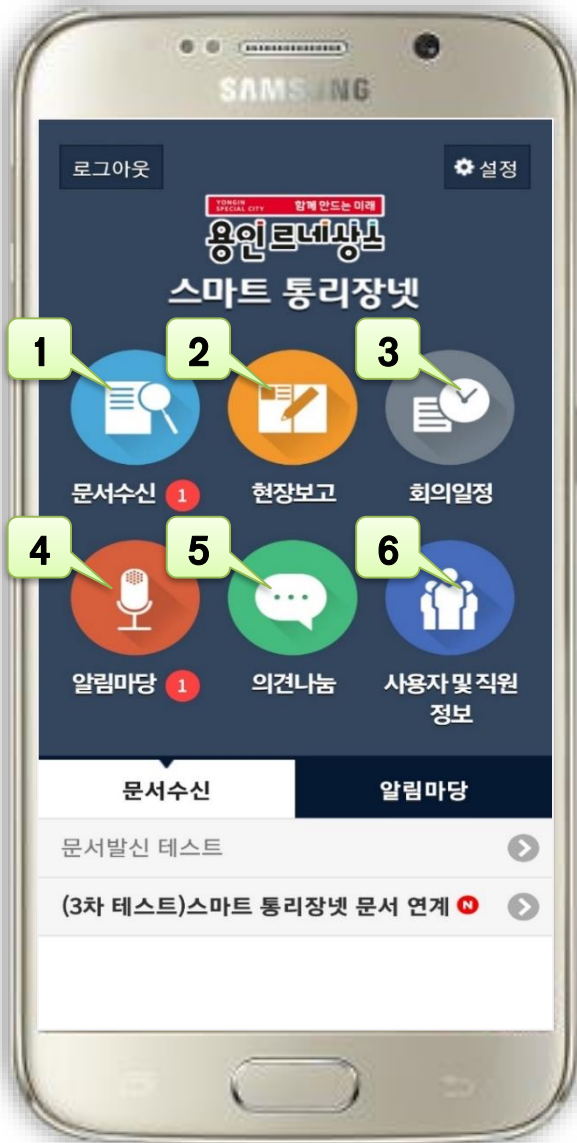 SAMSUNG
로그아웃
설정
YONGIN SPECIAL CITY 함께 만드는 미래
용인 르네상스
스마트 통리장넷
1
2
3
문서수신 1
현장보고
회의일정
4
5
6
알림마당 1
의견나눔
사용자 및 직원
정보
문서수신
알림마당
문서발신 테스트
(3차 테스트)스마트 통리장넷 문서 연계 N